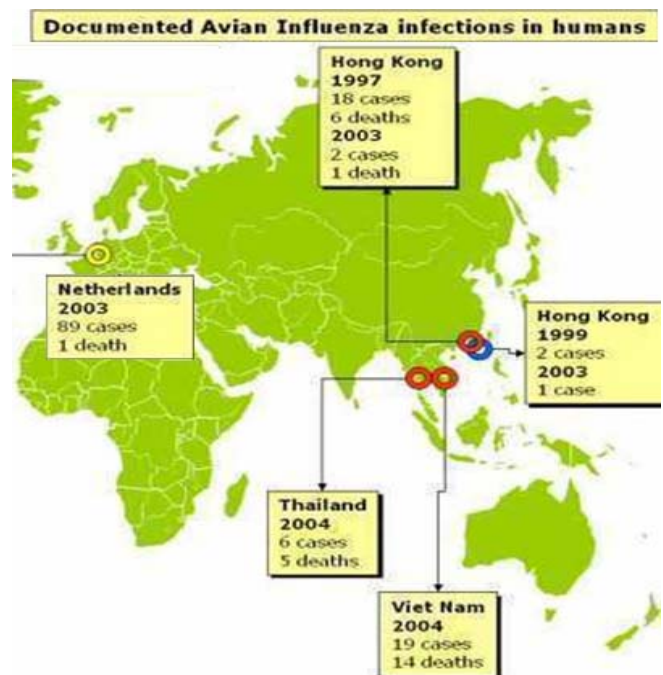 Documented Avian Influenza infections in humans
Hong Kong
1997
18 cases
6 deaths
2003
2 cases
1 death
Netherlands
2003
89 cases
1 death
Hong Kong
1999
2 cases
2003
1 case
Thailand
2004
6 cases
5 deaths
Viet Nam
2004
19 cases
14 deaths